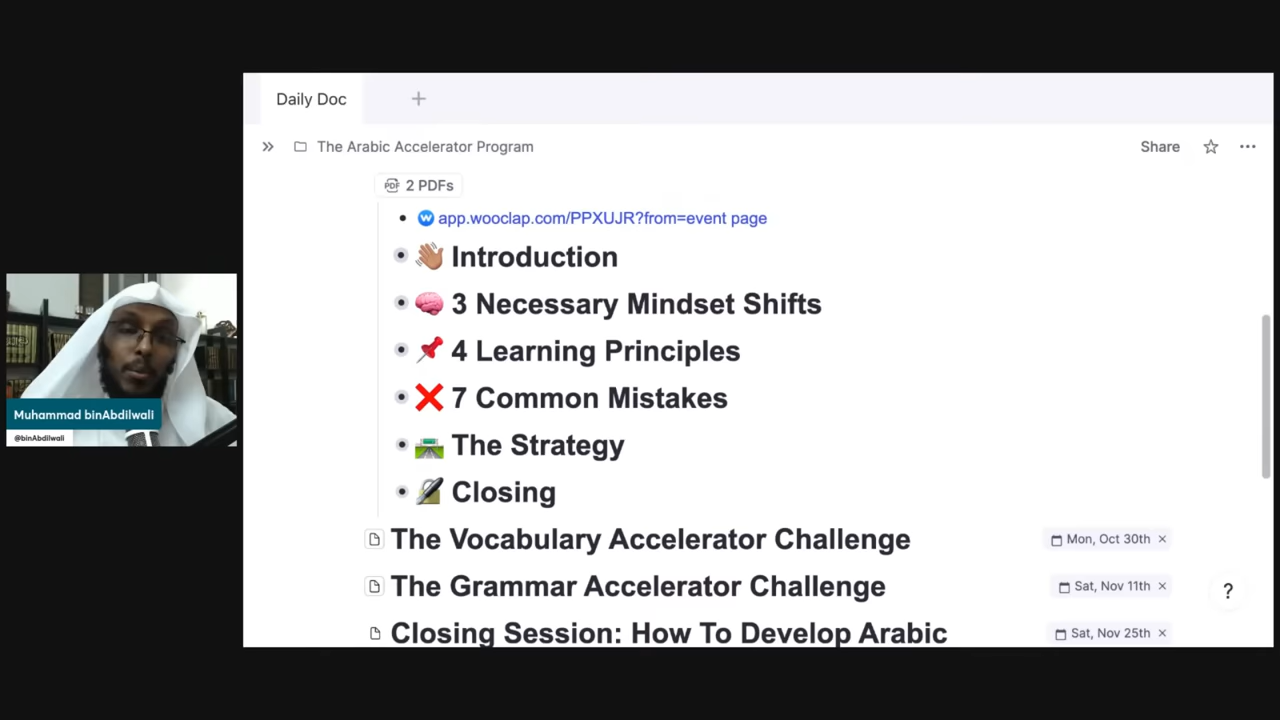 Daily Doc
The Arabic Accelerator Program
Share
PDF 2 PDFs
app.wooclap.com/PPXUJR?from=event page
Introduction
3 Necessary Mindset Shifts
4 Learning Principles
7 Common Mistakes
The Strategy
Closing
The Vocabulary Accelerator Challenge Mon, Oct 30th
The Grammar Accelerator Challenge Sat, Nov 11th
?
Closing Session: How To Develop Arabic Sat, Nov 25th
Muhammad binAbdilwali
@binAbdilwali